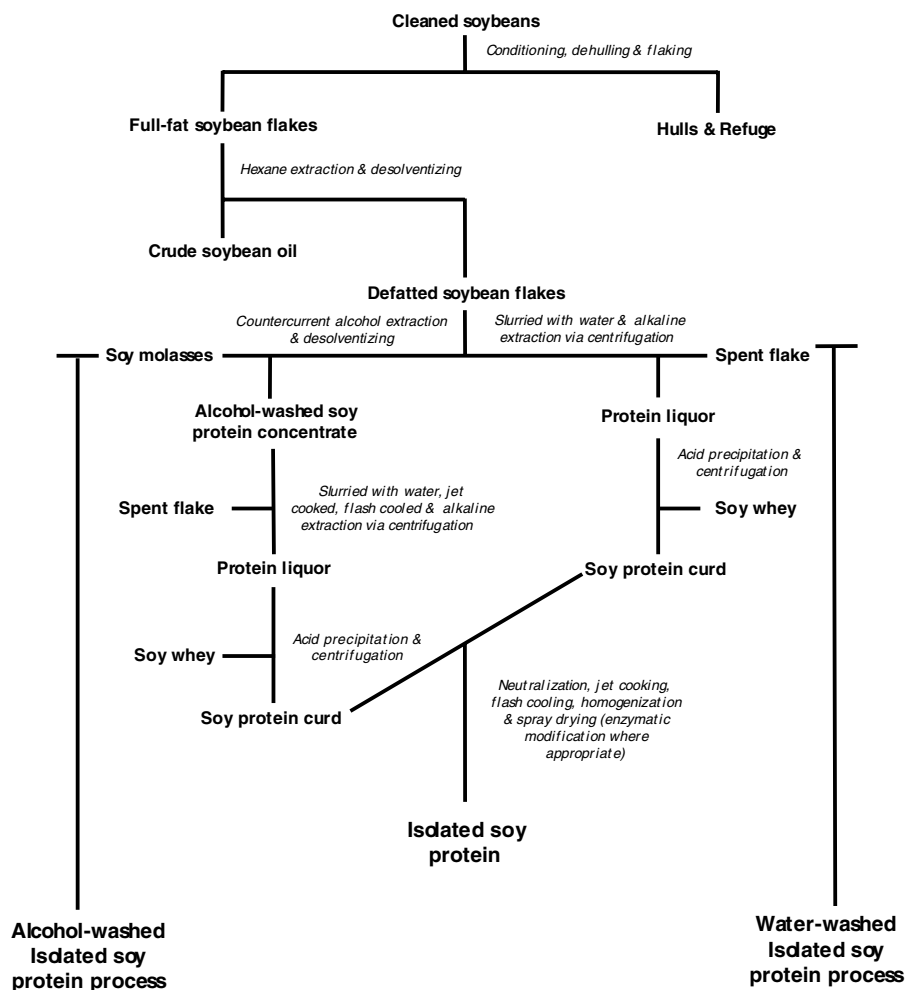 Cleaned soybeans
Conditioning, dehulling & flaking
Full-fat soybean flakes
Hulls & Refuge
Hexane extraction & desolventizing
Crude soybean oil
Defatted soybean flakes
Countercurrent alcohol extraction
& desolventizing
Slurried with water & alkaline
extraction via centrifugation
Soy molasses
Spent flake
Alcohol-washed soy
protein concentrate
Protein liquor
Acid precipitation &
centrifugation
Spent flake
Slurried with water, jet
cooked, flash cooled & alkaline
extraction via centrifugation
Soy whey
Protein liquor
Soy protein curd
Soy whey
Acid precipitation &
centrifugation
Soy protein curd
Neutralization, jet cooking,
flash cooling, homogenization
& spray drying (enzymatic
modification where
appropriate)
Isolated soy
protein
Alcohol-washed
Isolated soy
protein process
Water-washed
Isolated soy
protein process